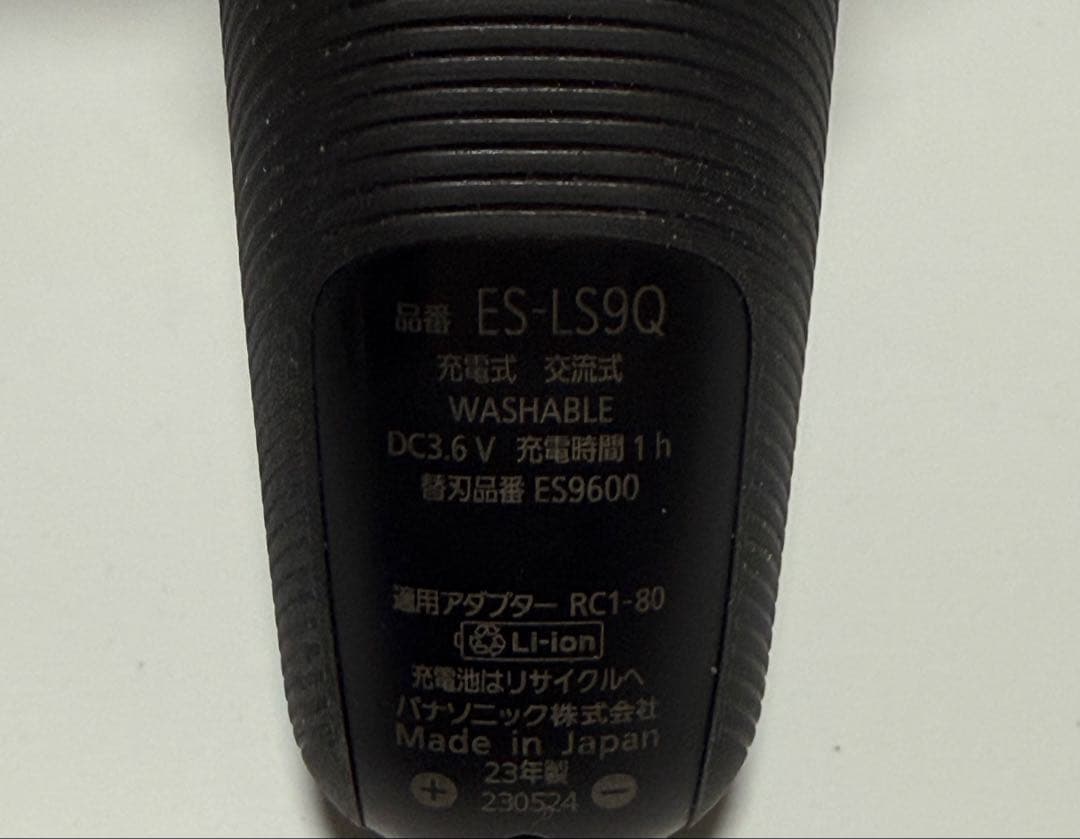 品番 ES-LS9Q
充電式 交流式
WASHABLE
DC3.6 V 充電時間 1 h
替刃品番 ES9600
適用アダプター RC1-80
Li-ion
充電池はリサイクルへ
パナソニック株式会社
Made in Japan
23年製
+ 230524 −